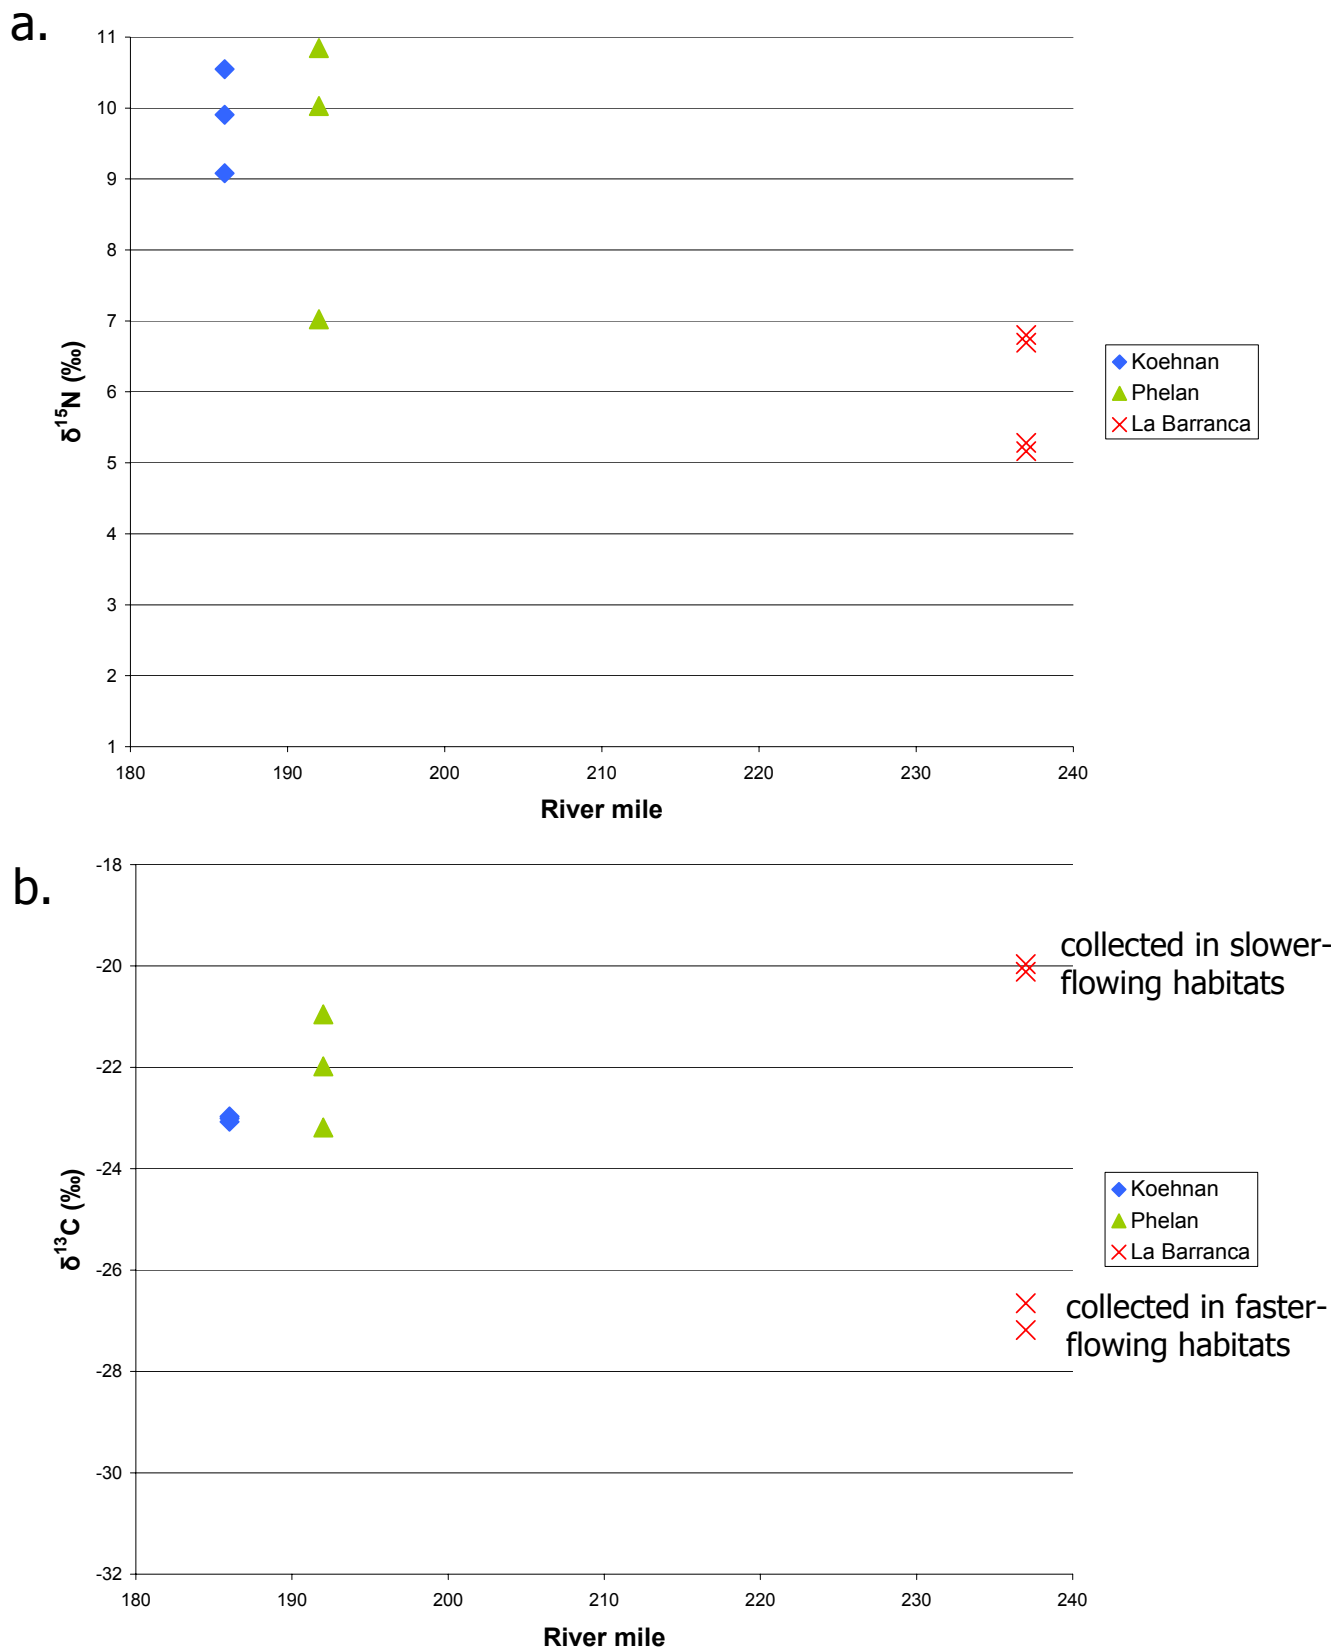 a.
11
10
9
8
7
6
5
4
3
2
1
δ15N (‰)
180 190 200 210 220 230 240
River mile
Koehnan
Phelan
La Barranca
b.
-18
-20
-22
-24
-26
-28
-30
-32
δ13C (‰)
180 190 200 210 220 230 240
River mile
collected in slower-
flowing habitats
Koehnan
Phelan
La Barranca
collected in faster-
flowing habitats